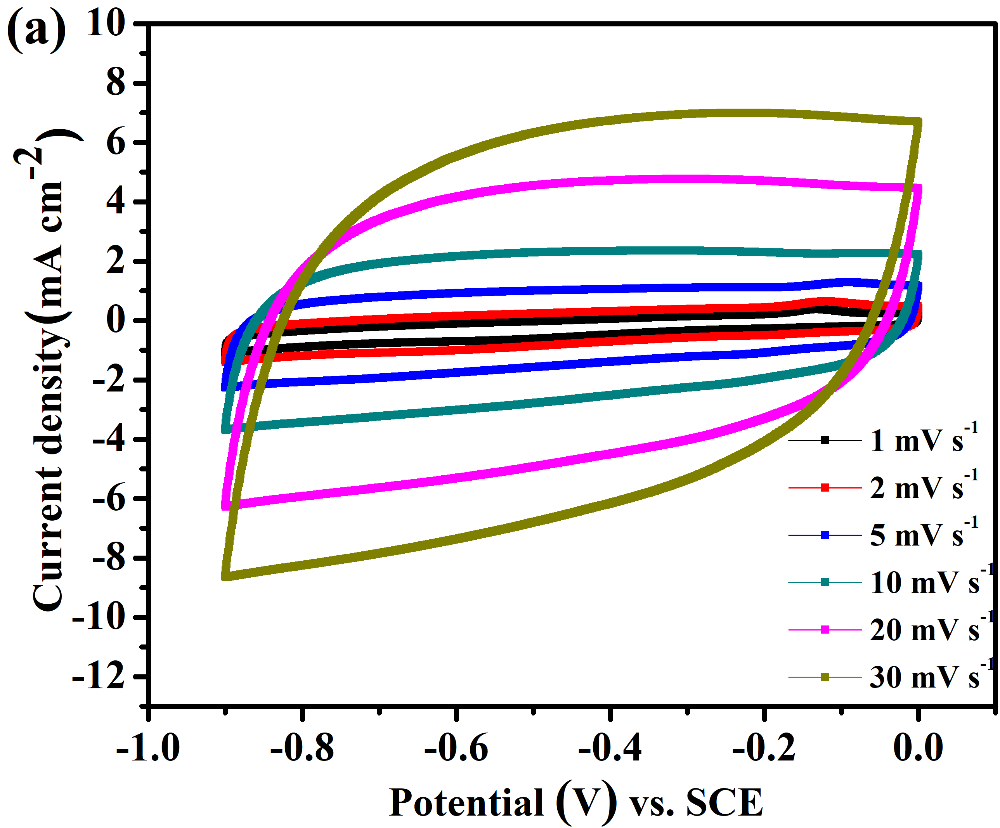 (a)
10
8
6
4
2
0
-2
-4
-6
-8
-10
-12
Current density(mA cm⁻²)
1 mV s⁻¹
2 mV s⁻¹
5 mV s⁻¹
10 mV s⁻¹
20 mV s⁻¹
30 mV s⁻¹
-1.0 -0.8 -0.6 -0.4 -0.2 0.0
Potential (V) vs. SCE